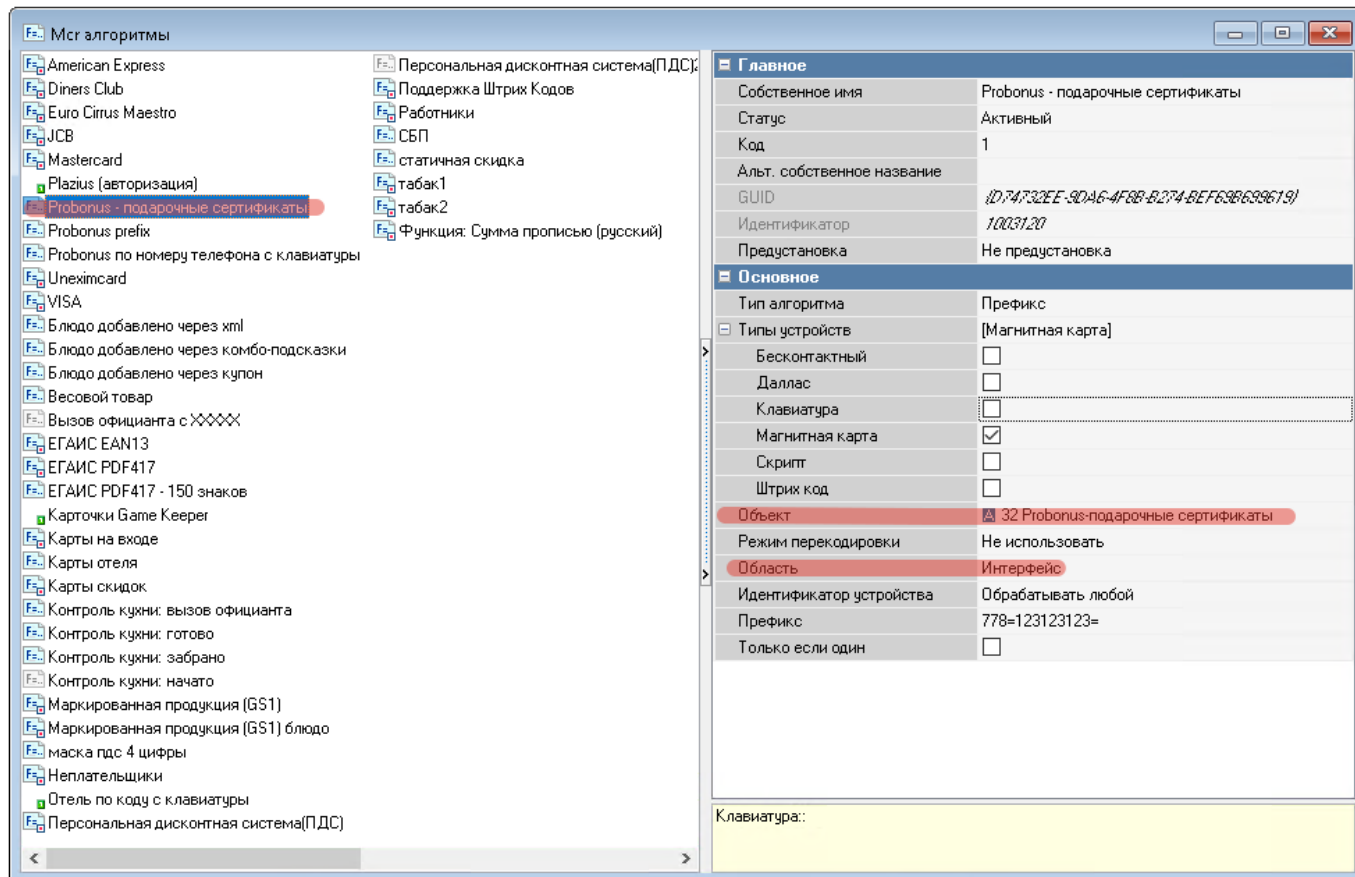 Mcr алгоритмы
American Express
Diners Club
Euro Cirrus Maestro
JCB
Mastercard
Plazius (авторизация)
Probonus - подарочные сертификаты
Probonus prefix
Probonus по номеру телефона с клавиатуры
Uneximcard
VISA
Блюдо добавлено через xml
Блюдо добавлено через комбо-подсказки
Блюдо добавлено через купон
Весовой товар
Вызов официанта с XXXXX
ЕГАИС EAN13
ЕГАИС PDF417
ЕГАИС PDF417 - 150 знаков
Карточки Game Keeper
Карты на входе
Карты отеля
Карты скидок
Контроль кухни: вызов официанта
Контроль кухни: готово
Контроль кухни: забрано
Контроль кухни: начато
Маркированная продукция (GS1)
Маркированная продукция (GS1) блюдо
маска пдс 4 цифры
Неплательщики
Отель по коду с клавиатуры
Персональная дисконтная система(ПДС)
Персональная дисконтная система(ПДС)2
Поддержка Штрих Кодов
Работники
СБП
статичная скидка
табак1
табак2
Функция: Сумма прописью (русский)
Главное
Собственное имя Probonus - подарочные сертификаты
Статус Активный
Код 1
Альт. собственное название
GUID {D74732EE-9DA6-4F8B-B274-BEF69B699619}
Идентификатор 1003120
Предустановка Не предустановка
Основное
Тип алгоритма Префикс
Типы устройств [Магнитная карта]
Бесконтактный
Даллас
Клавиатура
Магнитная карта
Скрипт
Штрих код
Объект A 32 Probonus-подарочные сертификаты
Режим перекодировки Не использовать
Область Интерфейс
Идентификатор устройства Обрабатывать любой
Префикс 778=123123123=
Только если один
Клавиатура::